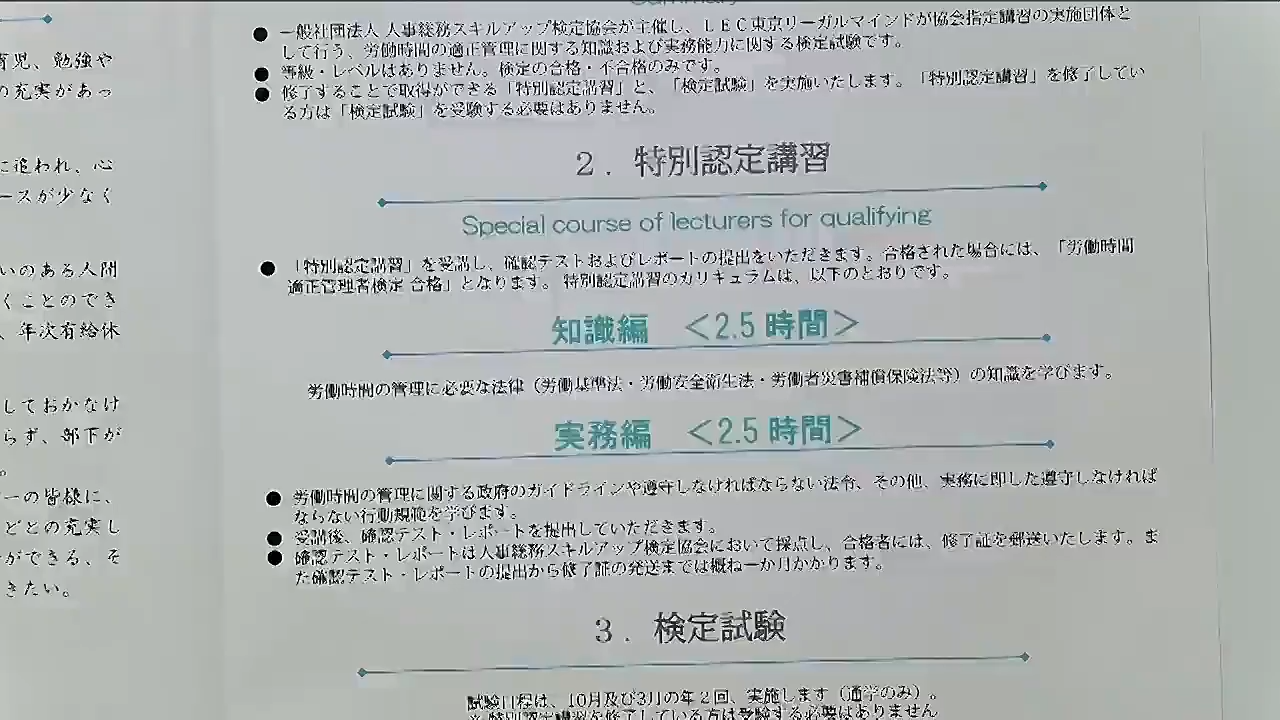 Summary
育児、勉強や
の充実があっ
に追われ、心
ースが少なく
いのある人間
くことのでき
、年次有給休
しておかなけ
らず、部下が
。
ーの皆様に、
どとの充実し
ができる、そ
きたい。
●一般社団法人 人事総務スキルアップ検定協会が主催し、ＬＥＣ東京リーガルマインドが協会指定講習の実施団体と
して行う、労働時間の適正管理に関する知識および実務能力に関する検定試験です。
●等級・レベルはありません。検定の合格・不合格のみです。
●修了することで取得ができる「特別認定講習」と、「検定試験」を実施いたします。「特別認定講習」を修了してい
る方は「検定試験」を受験する必要はありません。
２．特別認定講習
Special course of lecturers for qualifying
●「特別認定講習」を受講し、確認テストおよびレポートの提出をいただきます。合格された場合には、「労働時間
適正管理者検定 合格」となります。 特別認定講習のカリキュラムは、以下のとおりです。
知識編　＜2.5 時間＞
労働時間の管理に必要な法律（労働基準法・労働安全衛生法・労働者災害補償保険法等）の知識を学びます。
実務編　＜2.5 時間＞
●労働時間の管理に関する政府のガイドラインや遵守しなければならない法令、その他、実務に即した遵守しなければ
ならない行動規範を学びます。
●受講後、確認テスト・レポートを提出していただきます。
●確認テスト・レポートは人事総務スキルアップ検定協会において採点し、合格者には、修了証を郵送いたします。ま
た確認テスト・レポートの提出から修了証の発送までは概ね一か月かかります。
３．検定試験
試験日程は、10月及び3月の年２回、実施します（通学のみ）。
※特別認定講習を修了している方は受験する必要はありません